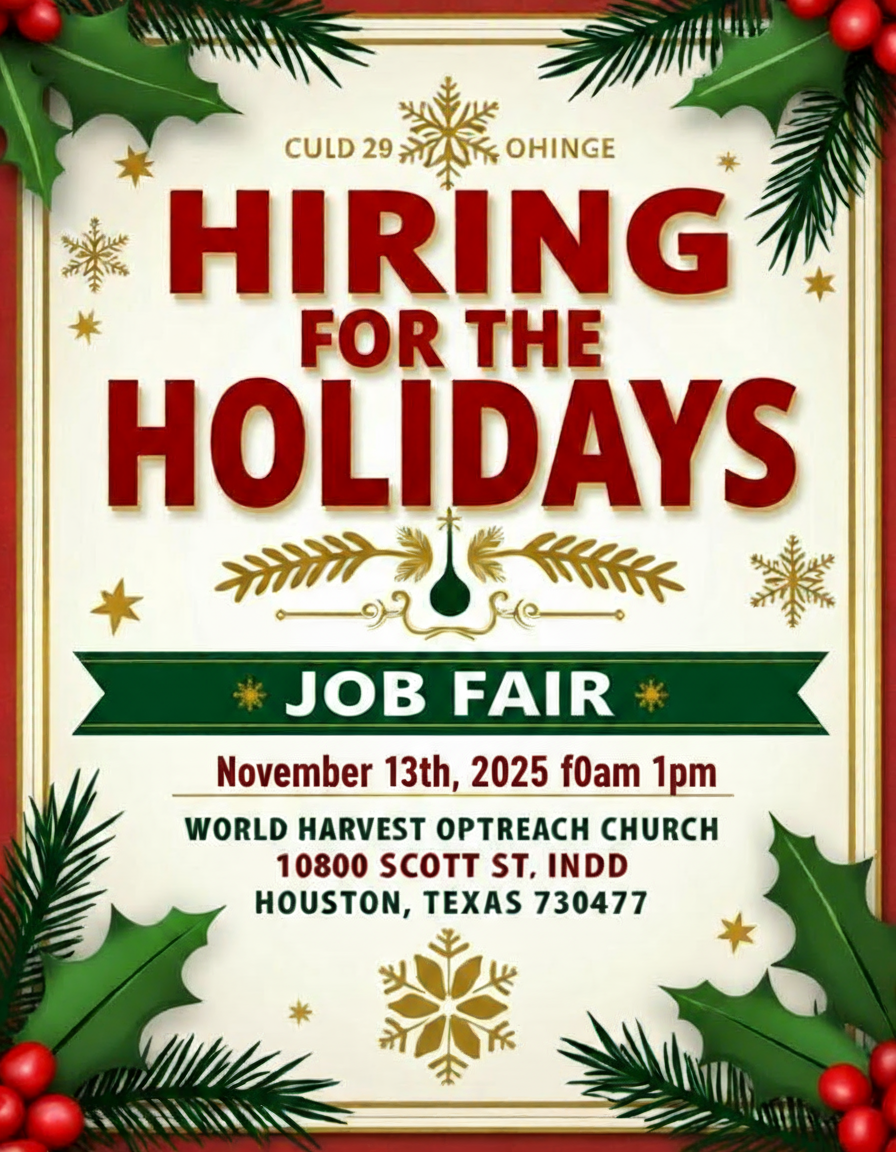 CULD 29 OHINGE
HIRING
FOR THE
HOLIDAYS
JOB FAIR
November 13th, 2025 f0am 1pm
WORLD HARVEST OPTREACH CHURCH
10800 SCOTT ST, INDD
HOUSTON, TEXAS 730477